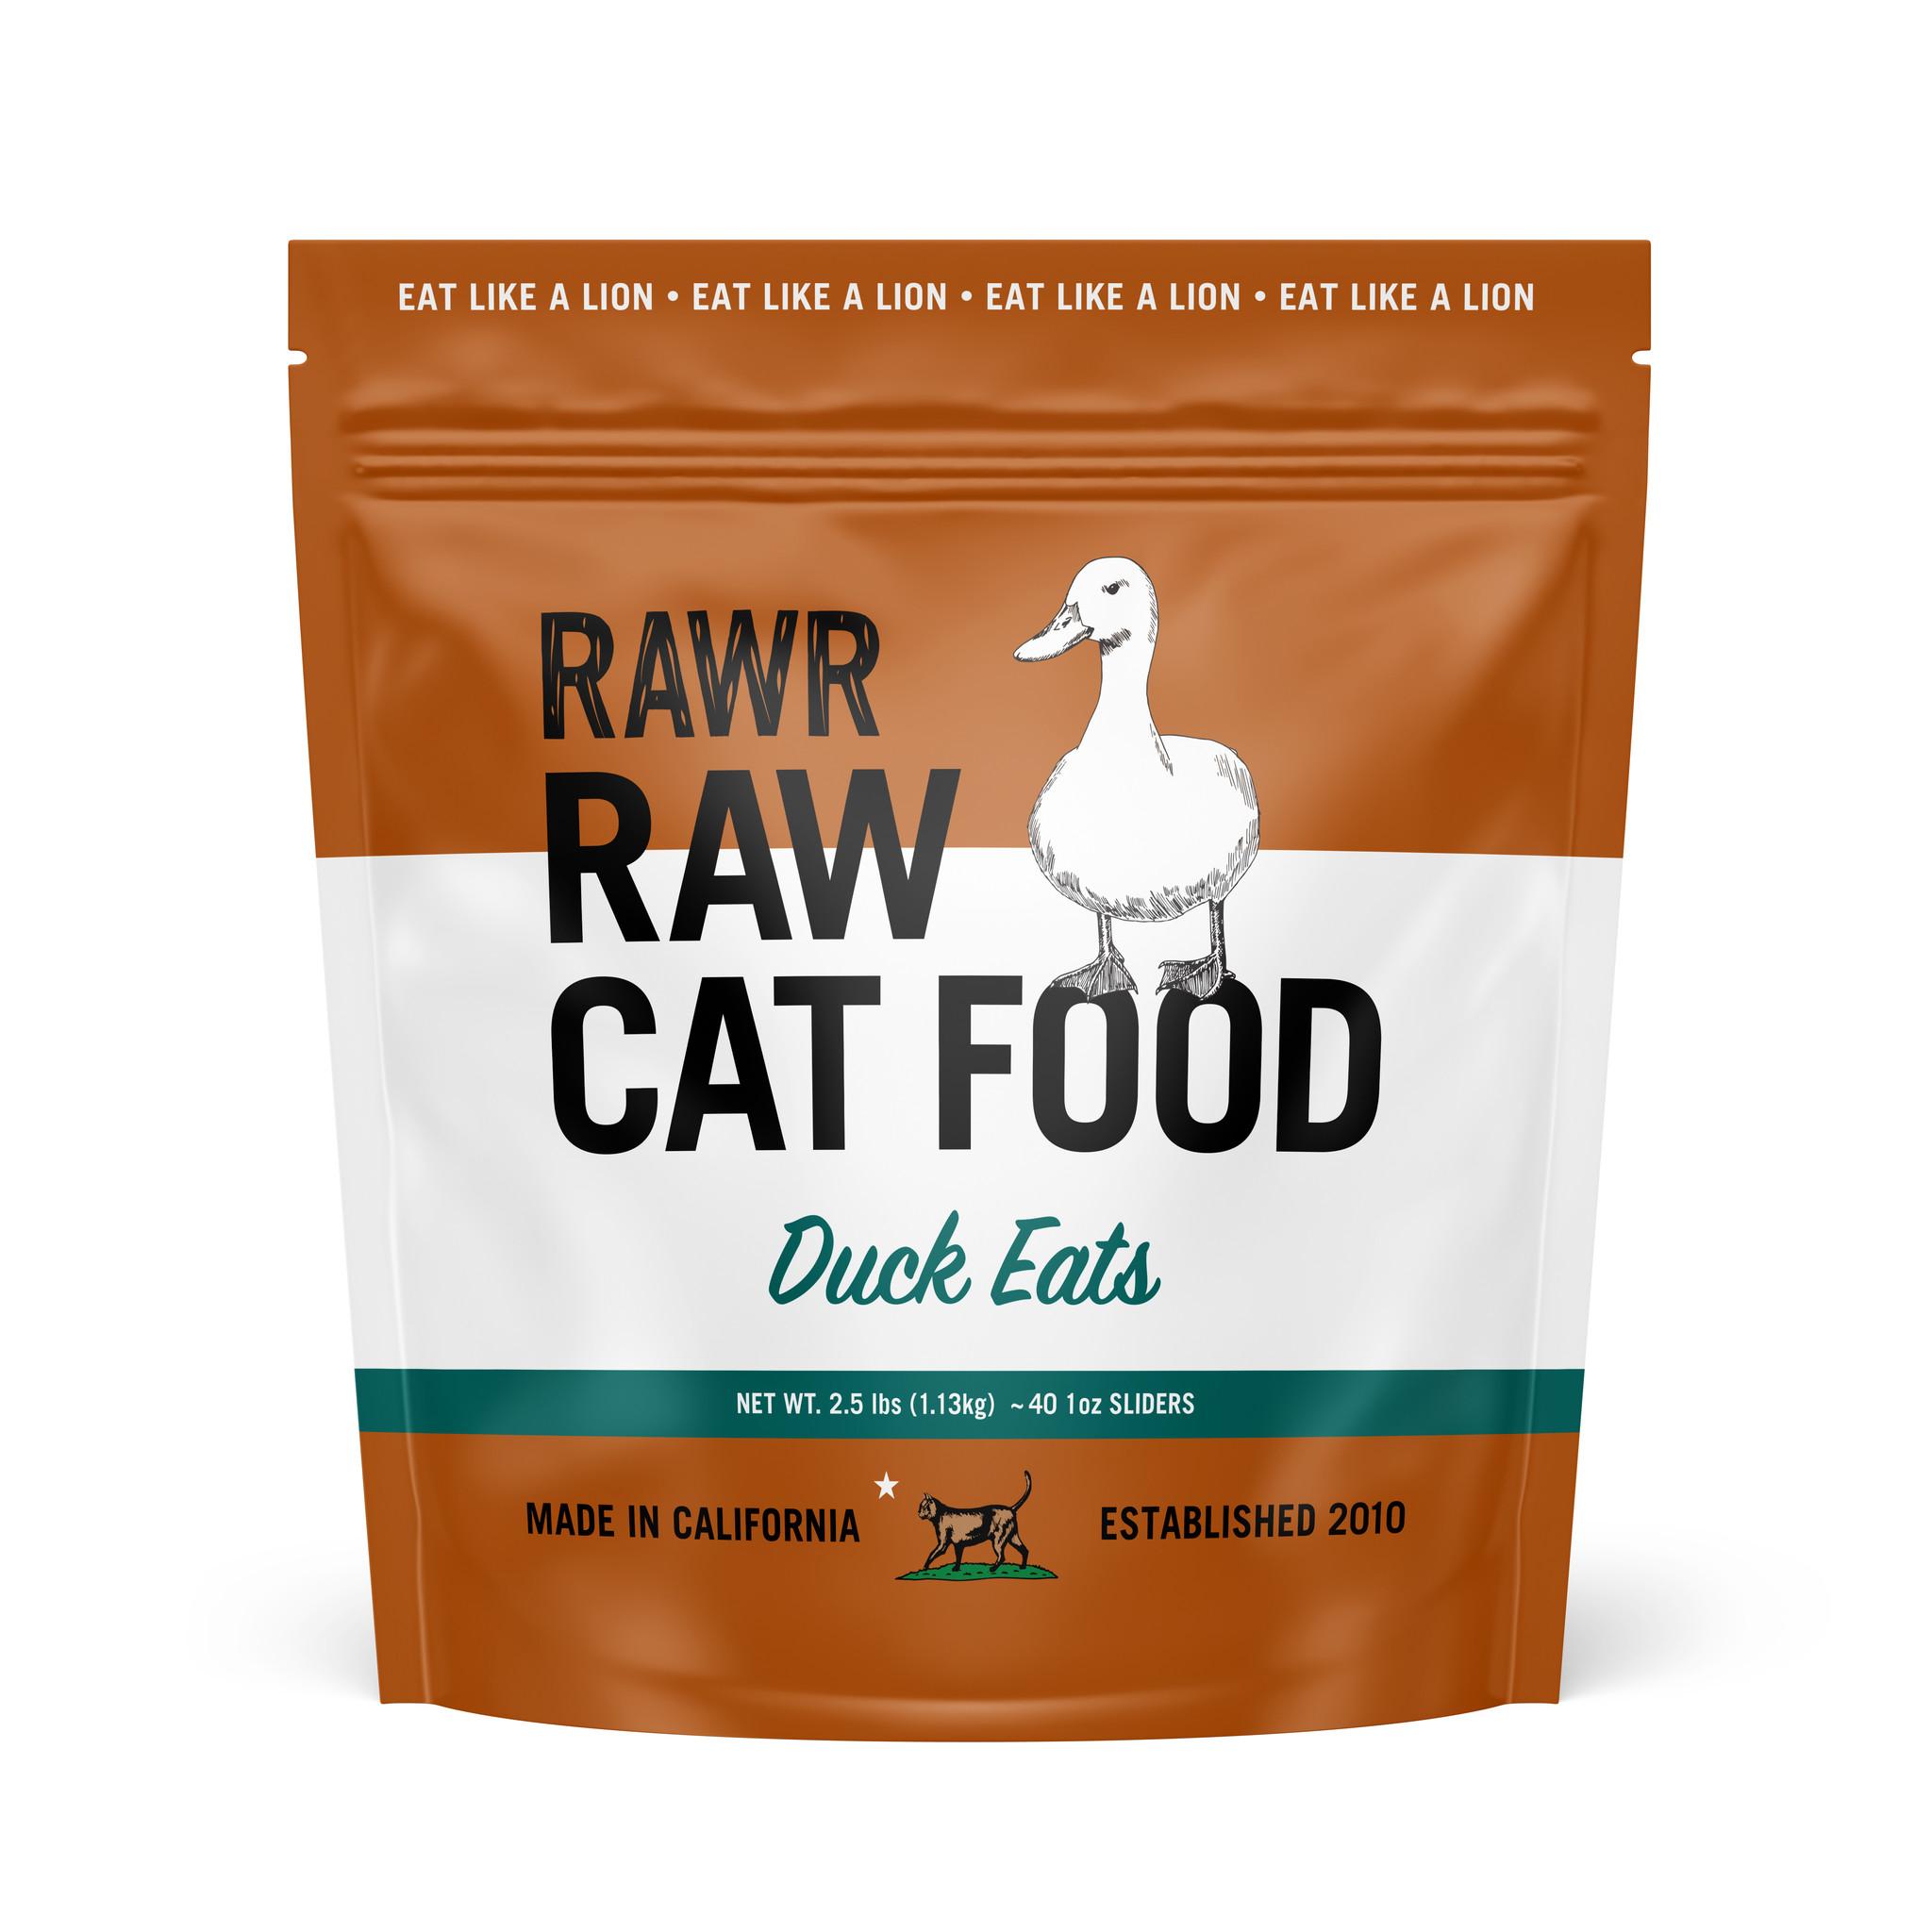 EAT LIKE A LION • EAT LIKE A LION • EAT LIKE A LION • EAT LIKE A LION
RAWR
RAW
CAT FOOD
Duck Eats
NET WT. 2.5 lbs (1.13kg) ~40 1oz SLIDERS
MADE IN CALIFORNIA ESTABLISHED 2010